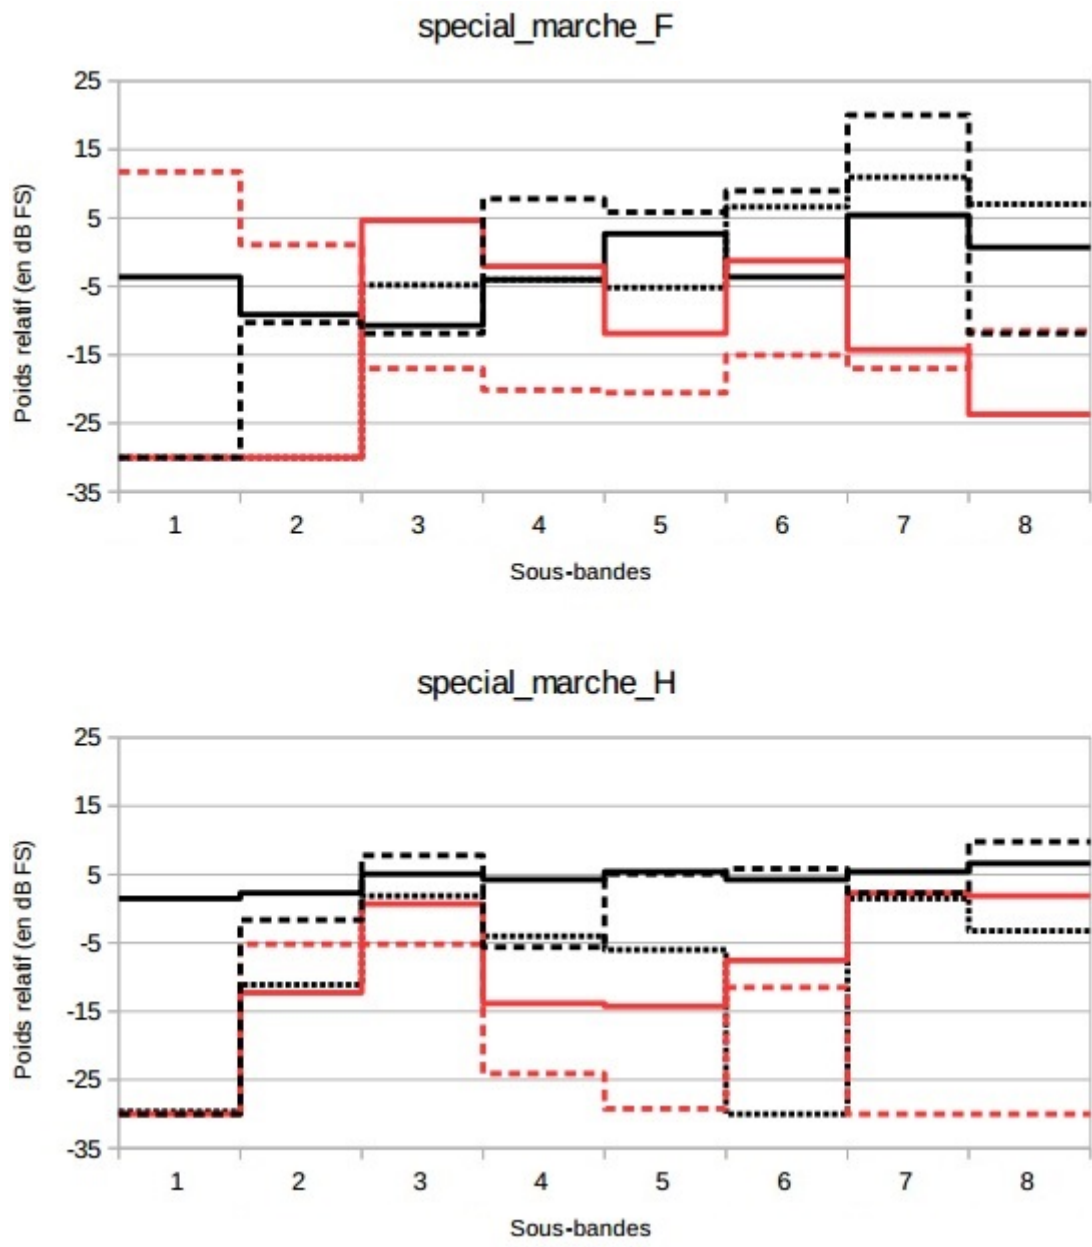 special_marche_F
25
15
5
-5
-15
-25
-35
Poids relatif (en dB FS)
1 2 3 4 5 6 7 8
Sous-bandes
special_marche_H
25
15
5
-5
-15
-25
-35
Poids relatif (en dB FS)
1 2 3 4 5 6 7 8
Sous-bandes